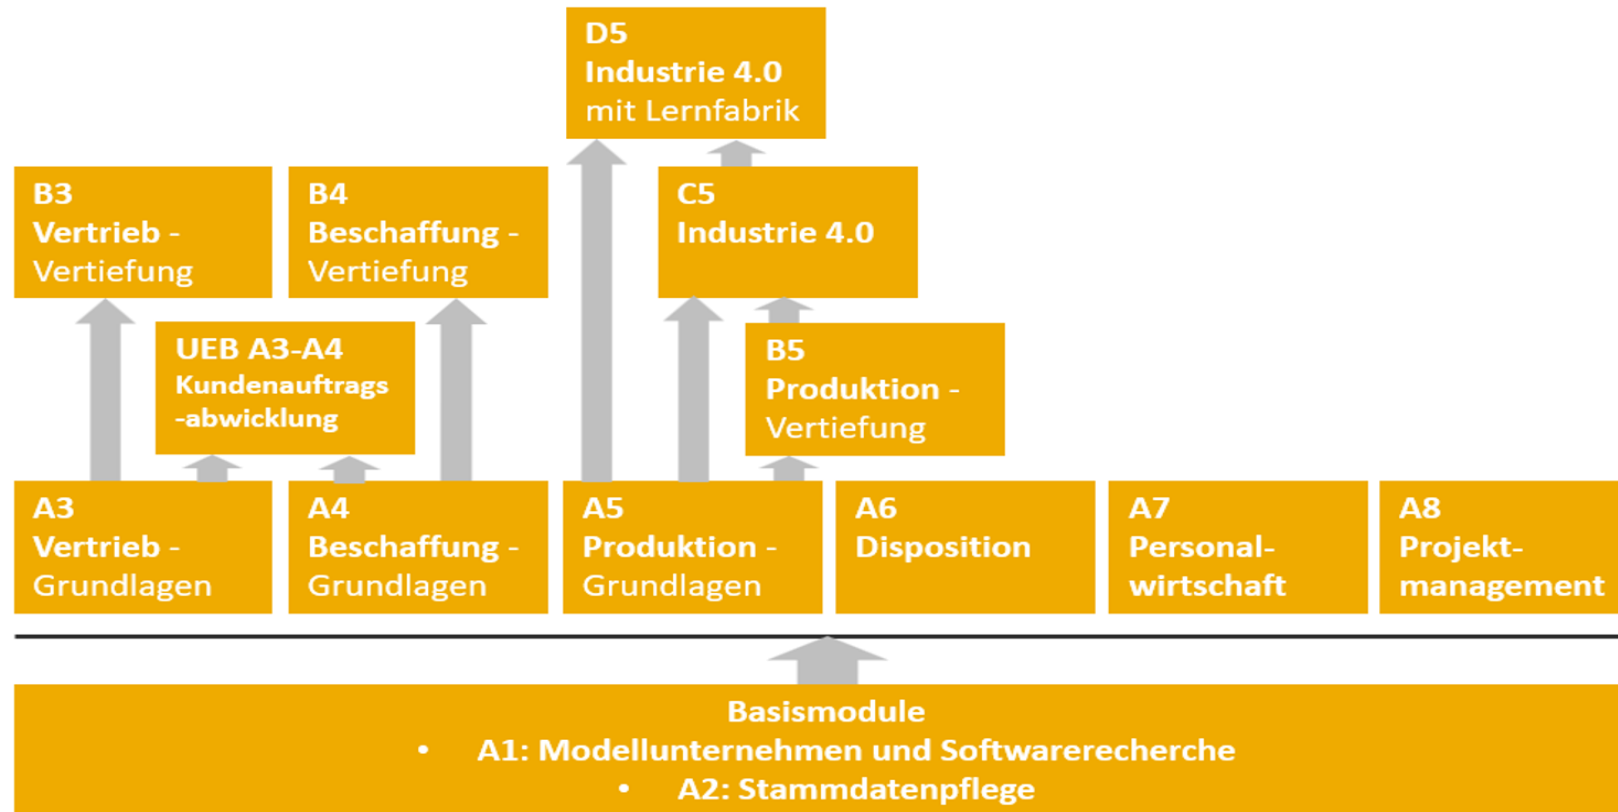 D5
Industrie 4.0
mit Lernfabrik
B3
Vertrieb -
Vertiefung
B4
Beschaffung -
Vertiefung
C5
Industrie 4.0
UEB A3-A4
Kundenauftrags
-abwicklung
B5
Produktion -
Vertiefung
A3
Vertrieb -
Grundlagen
A4
Beschaffung -
Grundlagen
A5
Produktion -
Grundlagen
A6
Disposition
A7
Personal-
wirtschaft
A8
Projekt-
management
Basismodule
• A1: Modellunternehmen und Softwarerecherche
• A2: Stammdatenpflege